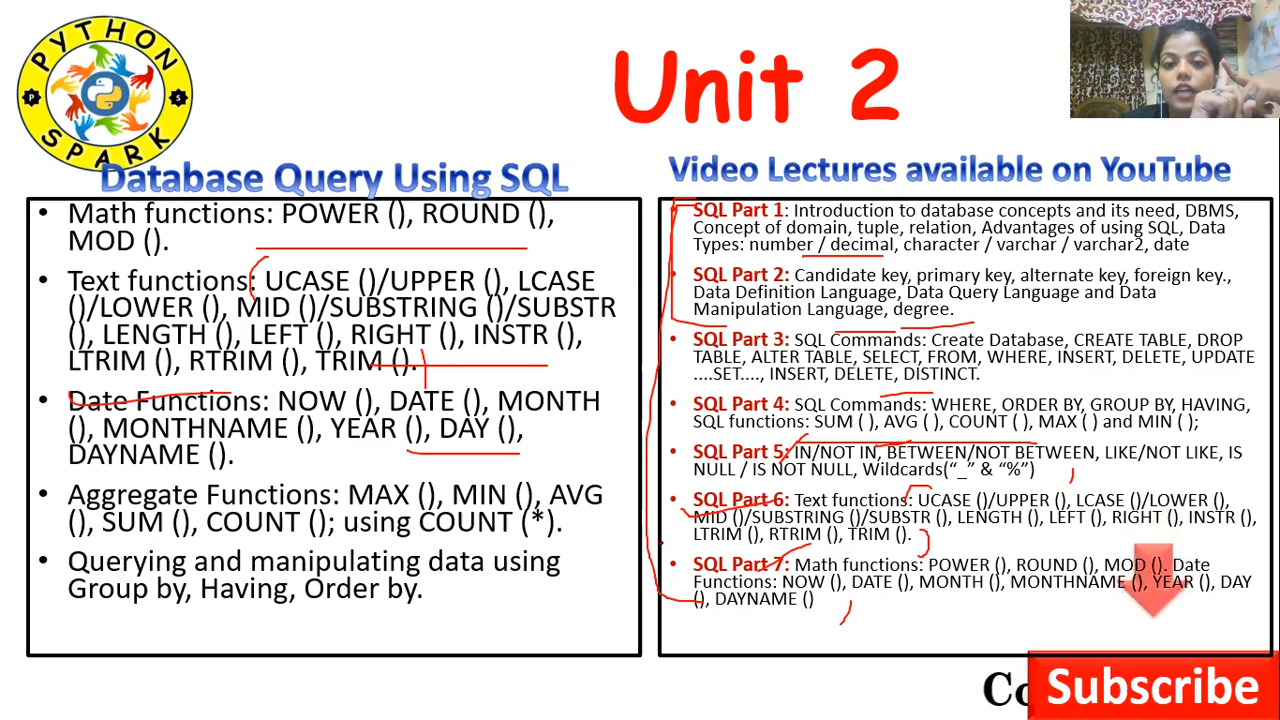 PYTHON
P S
SPARK
Unit 2
Database Query Using SQL
• Math functions: POWER (), ROUND (),
MOD ().
• Text functions: UCASE ()/UPPER (), LCASE
()/LOWER (), MID ()/SUBSTRING ()/SUBSTR
(), LENGTH (), LEFT (), RIGHT (), INSTR (),
LTRIM (), RTRIM (), TRIM ().
• Date Functions: NOW (), DATE (), MONTH
(), MONTHNAME (), YEAR (), DAY (),
DAYNAME ().
• Aggregate Functions: MAX (), MIN (), AVG
(), SUM (), COUNT (); using COUNT (*).
• Querying and manipulating data using
Group by, Having, Order by.
Video Lectures available on YouTube
• SQL Part 1: Introduction to database concepts and its need, DBMS,
Concept of domain, tuple, relation, Advantages of using SQL, Data
Types: number / decimal, character / varchar / varchar2, date
• SQL Part 2: Candidate key, primary key, alternate key, foreign key.,
Data Definition Language, Data Query Language and Data
Manipulation Language, degree.
• SQL Part 3: SQL Commands: Create Database, CREATE TABLE, DROP
TABLE, ALTER TABLE, SELECT, FROM, WHERE, INSERT, DELETE, UPDATE
....SET...., INSERT, DELETE, DISTINCT.
• SQL Part 4: SQL Commands: WHERE, ORDER BY, GROUP BY, HAVING,
SQL functions: SUM ( ), AVG ( ), COUNT ( ), MAX ( ) and MIN ( );
• SQL Part 5: IN/NOT IN, BETWEEN/NOT BETWEEN, LIKE/NOT LIKE, IS
NULL / IS NOT NULL, Wildcards(“_” & “%”)
• SQL Part 6: Text functions: UCASE ()/UPPER (), LCASE ()/LOWER (),
MID ()/SUBSTRING ()/SUBSTR (), LENGTH (), LEFT (), RIGHT (), INSTR (),
LTRIM (), RTRIM (), TRIM ().
• SQL Part 7: Math functions: POWER (), ROUND (), MOD (). Date
Functions: NOW (), DATE (), MONTH (), MONTHNAME (), YEAR (), DAY
(), DAYNAME ()
Subscribe